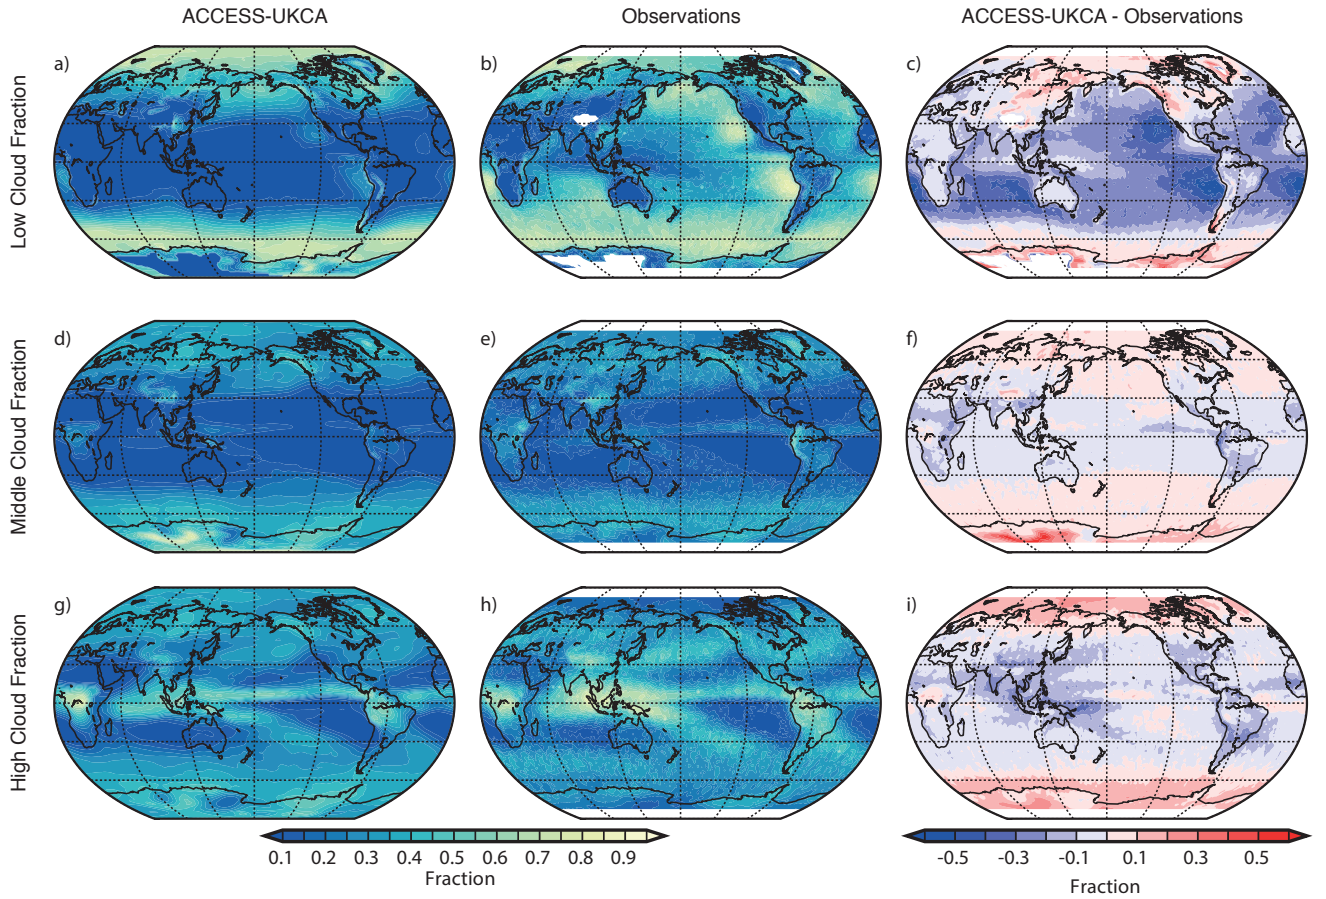 ACCESS-UKCA
Observations
ACCESS-UKCA - Observations
Low Cloud Fraction
a)
b)
c)
Middle Cloud Fraction
d)
e)
f)
High Cloud Fraction
g)
h)
i)
0.1 0.2 0.3 0.4 0.5 0.6 0.7 0.8 0.9
Fraction
-0.5 -0.3 -0.1 0.1 0.3 0.5
Fraction